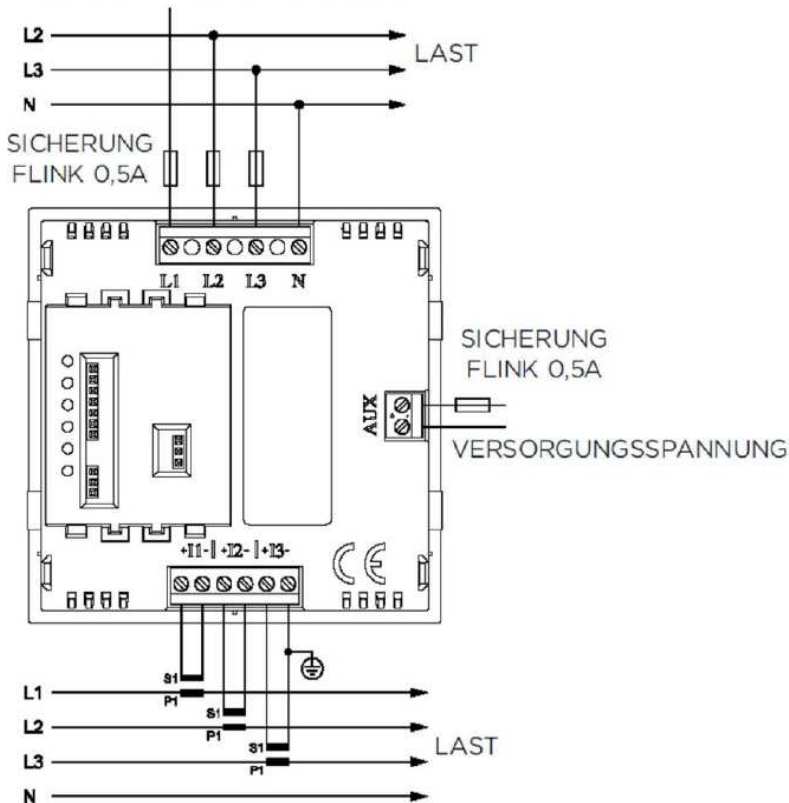 L2
LAST
L3
N
SICHERUNG
FLINK 0,5A
L1 L2 L3 N
SICHERUNG
FLINK 0,5A
AUX
VERSORGUNGSSPANNUNG
+I1-| +I2- |+I3-
CE
S1
L1
P1
S1
L2
P1
S1
LAST
L3
P1
N